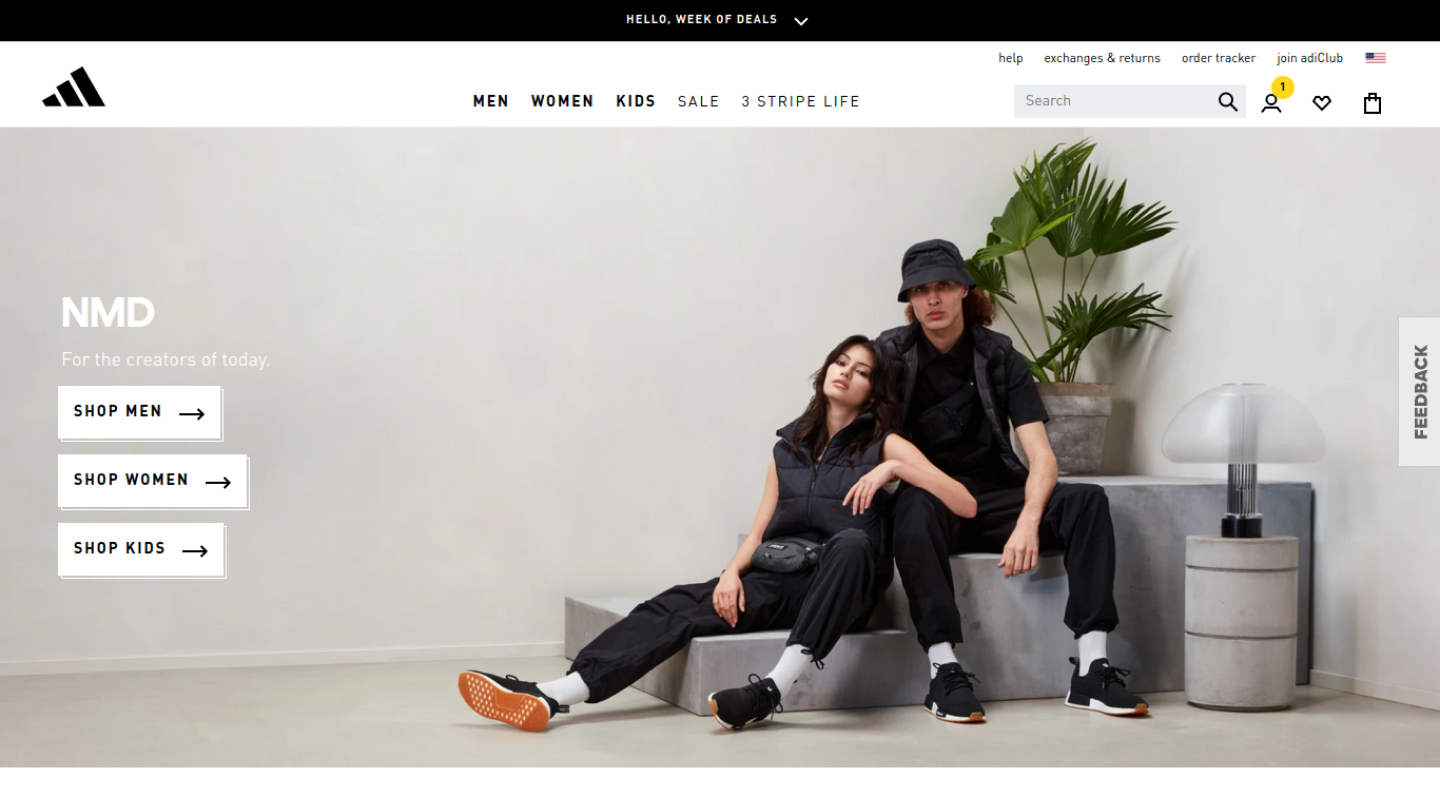 HELLO, WEEK OF DEALS
help exchanges & returns order tracker join adiClub
MEN WOMEN KIDS SALE 3 STRIPE LIFE
Search
1
NMD
For the creators of today.
SHOP MEN
SHOP WOMEN
SHOP KIDS
FEEDBACK